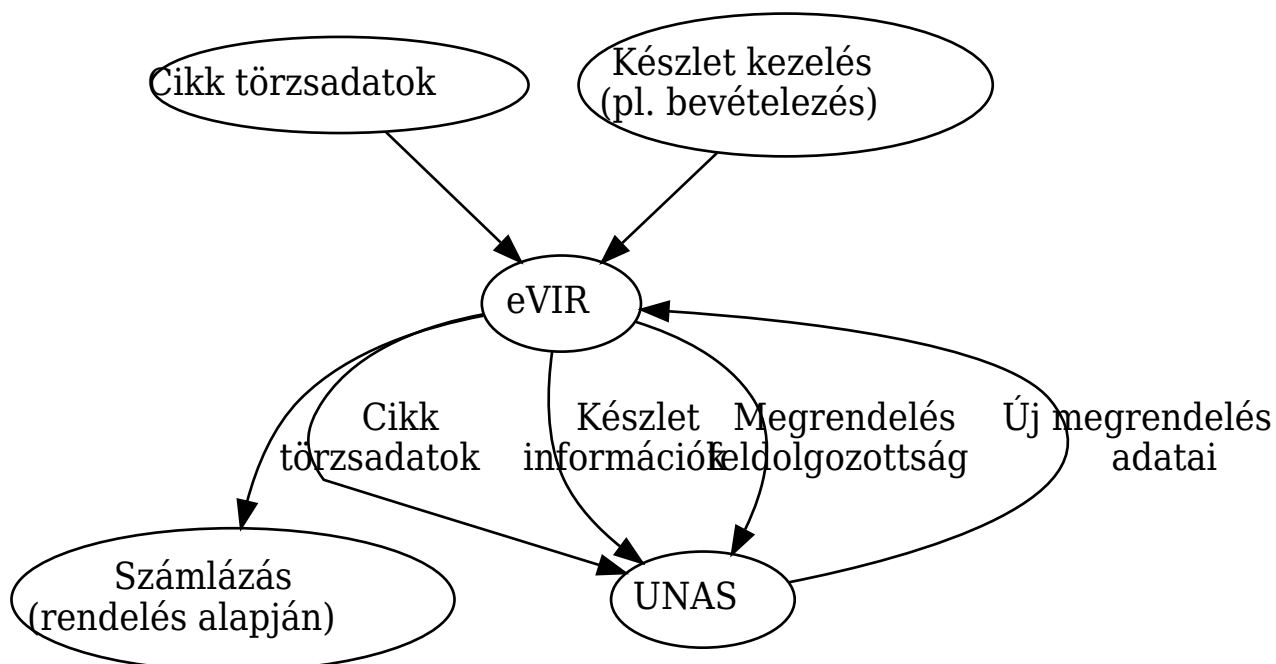 Cikk törzsadatok
Készlet kezelés
(pl. bevételezés)
eVIR
Cikk
törzsadatok
Készlet
információk
Megrendelés
feldolgozottság
Új megrendelés
adatai
Számlázás
(rendelés alapján)
UNAS